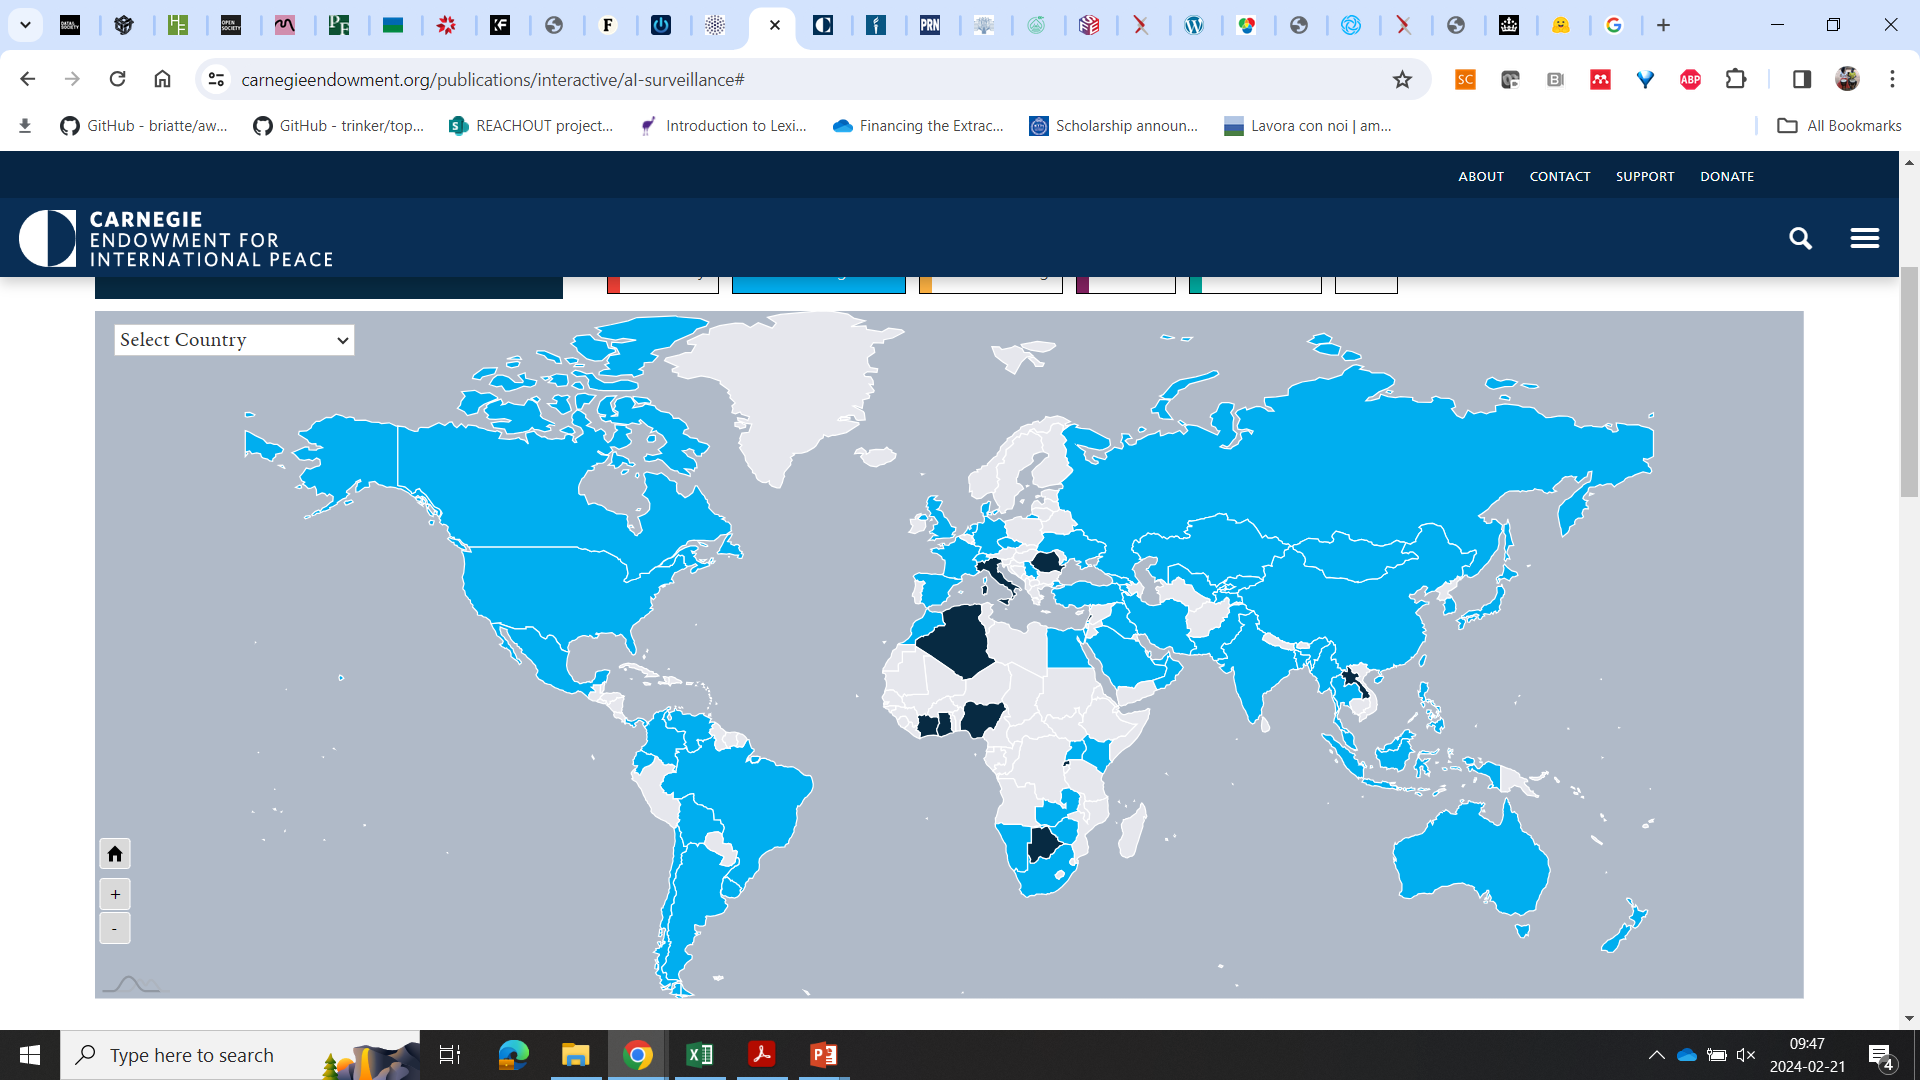 carnegieendowment.org/publications/interactive/al-surveillance#
GitHub - briatte/aw...
GitHub - trinker/top...
REACHOUT project...
Introduction to Lexi...
Financing the Extrac...
Scholarship announ...
Lavora con noi | am...
All Bookmarks
ABOUT
CONTACT
SUPPORT
DONATE
CARNEGIE
ENDOWMENT FOR
INTERNATIONAL PEACE
Select Country
+
-
Type here to search
09:47
2024-02-21
4